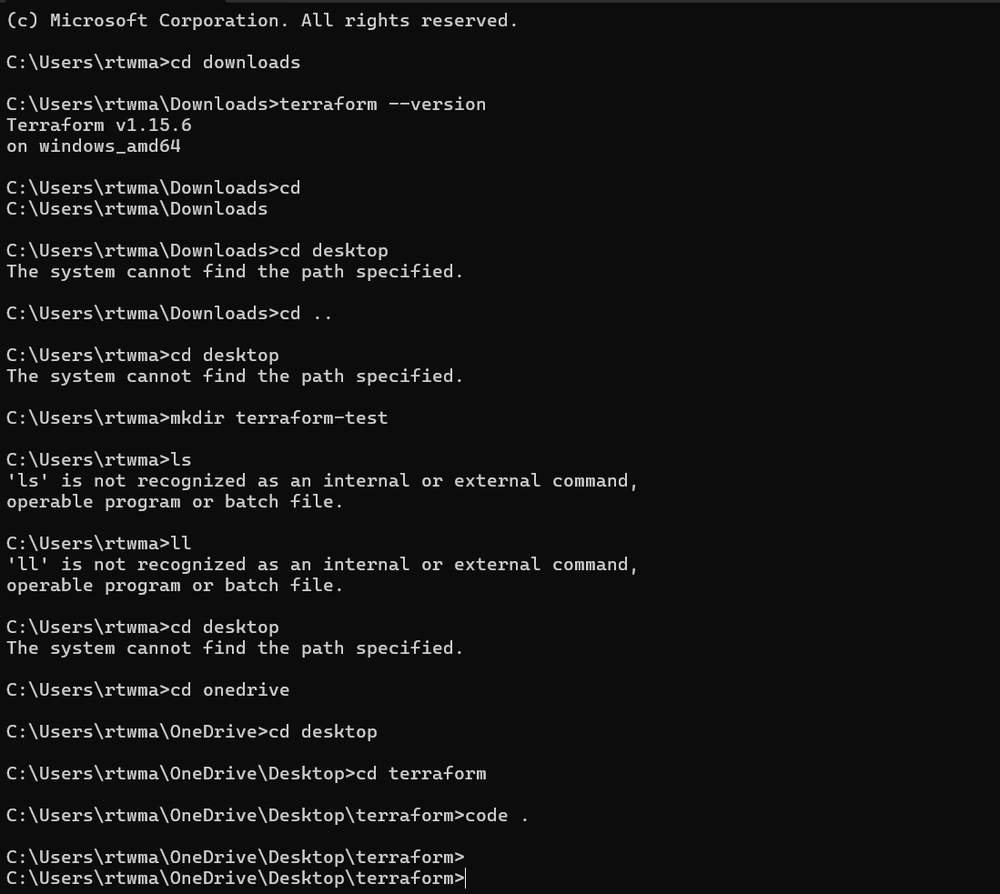 (c) Microsoft Corporation. All rights reserved.
C:\Users\rtwma>cd downloads
C:\Users\rtwma\Downloads>terraform --version
Terraform v1.15.6
on windows_amd64
C:\Users\rtwma\Downloads>cd
C:\Users\rtwma\Downloads
C:\Users\rtwma\Downloads>cd desktop
The system cannot find the path specified.
C:\Users\rtwma\Downloads>cd ..
C:\Users\rtwma>cd desktop
The system cannot find the path specified.
C:\Users\rtwma>mkdir terraform-test
C:\Users\rtwma>ls
'ls' is not recognized as an internal or external command,
operable program or batch file.
C:\Users\rtwma>ll
'll' is not recognized as an internal or external command,
operable program or batch file.
C:\Users\rtwma>cd desktop
The system cannot find the path specified.
C:\Users\rtwma>cd onedrive
C:\Users\rtwma\OneDrive>cd desktop
C:\Users\rtwma\OneDrive\Desktop>cd terraform
C:\Users\rtwma\OneDrive\Desktop\terraform>code .
C:\Users\rtwma\OneDrive\Desktop\terraform>
C:\Users\rtwma\OneDrive\Desktop\terraform>